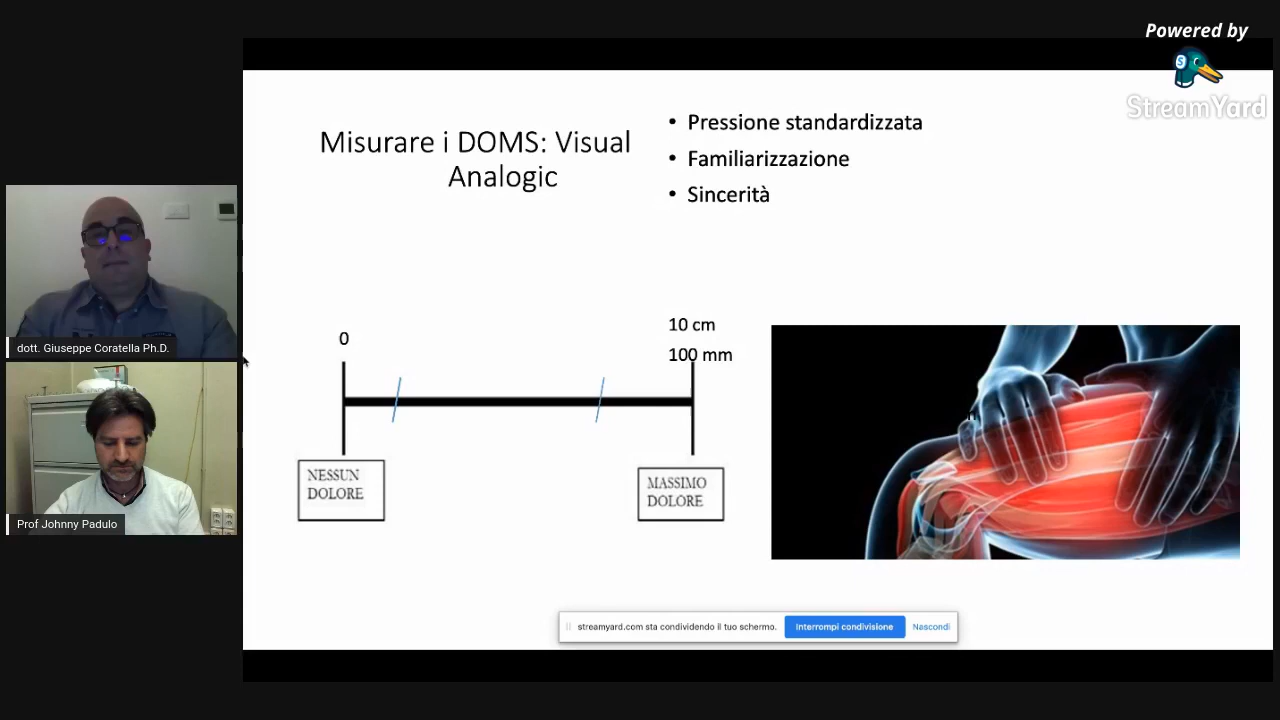 Powered by
StreamYard
Misurare i DOMS: Visual
Analogic
• Pressione standardizzata
• Familiarizzazione
• Sincerità
0
10 cm
100 mm
NESSUN
DOLORE
MASSIMO
DOLORE
dott. Giuseppe Coratella Ph.D.
Prof Johnny Padulo
streamyard.com sta condividendo il tuo schermo.
Interrompi condivisione
Nascondi